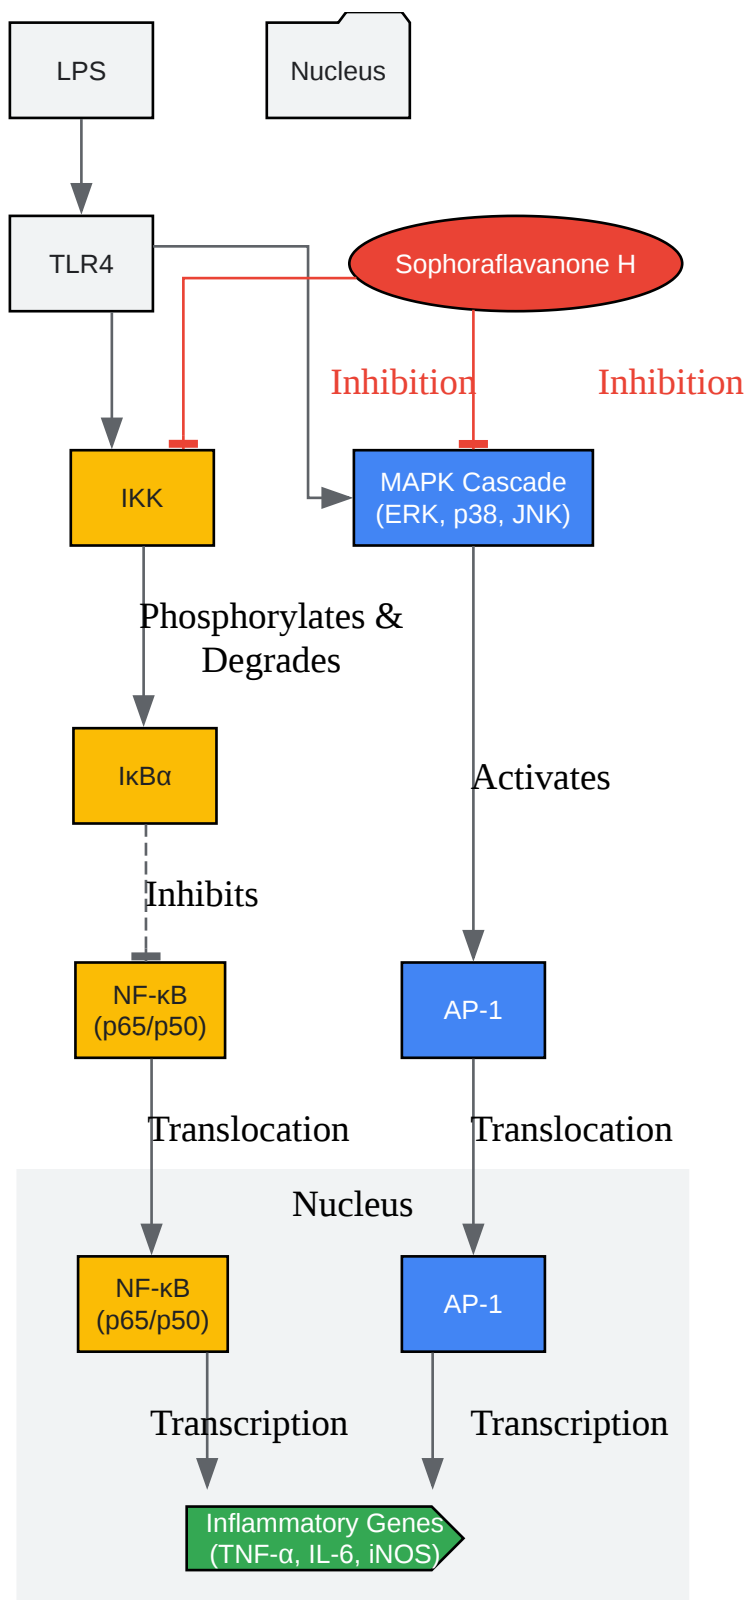 LPS
Nucleus
TLR4
Sophoraflavanone H
Inhibition
Inhibition
IKK
MAPK Cascade
(ERK, p38, JNK)
Phosphorylates &
Degrades
IκBα
Activates
Inhibits
NF-κB
(p65/p50)
AP-1
Translocation
Translocation
Nucleus
NF-κB
(p65/p50)
AP-1
Transcription
Transcription
Inflammatory Genes
(TNF-α, IL-6, iNOS)